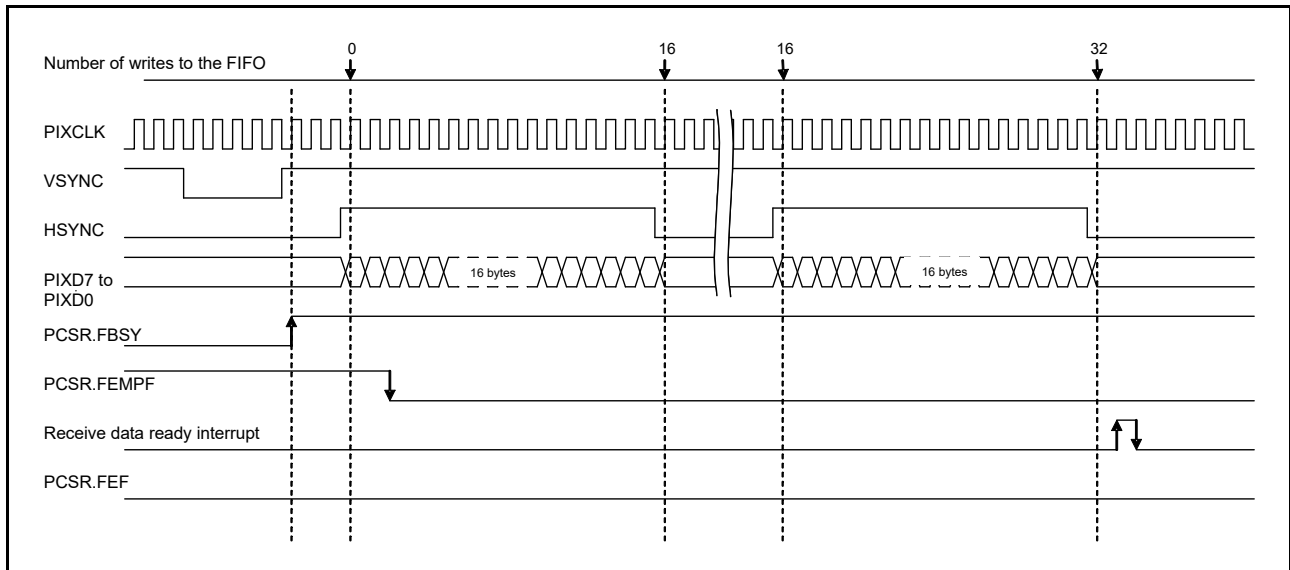 0 16 16 32
Number of writes to the FIFO
PIXCLK
VSYNC
HSYNC
PIXD7 to
PIXD0
16 bytes 16 bytes
PCSR.FBSY
PCSR.FEMPF
Receive data ready interrupt
PCSR.FEF